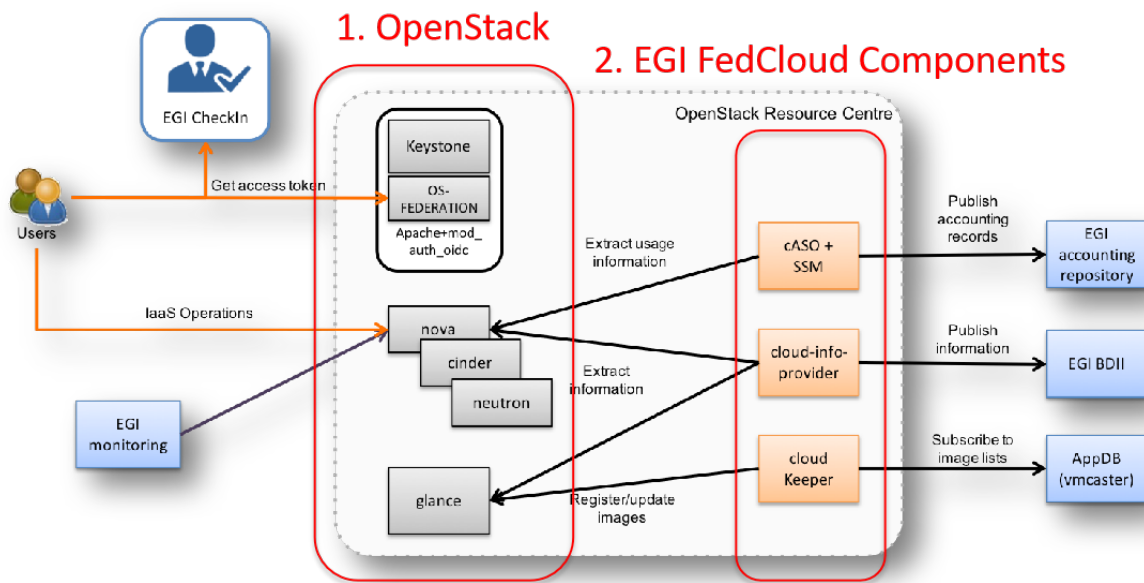 1. OpenStack
2. EGI FedCloud Components
EGI CheckIn
OpenStack Resource Centre
Keystone
Get access token
OS-
FEDERATION
Users
Apache+mod_
auth_oidc
Publish
accounting
records
Extract usage
information
cASO +
SSM
EGI
accounting
repository
IaaS Operations
nova
cinder
neutron
Extract
information
cloud-info-
provider
Publish
information
EGI BDII
EGI
monitoring
glance
Register/update
images
cloud
Keeper
Subscribe to
image lists
AppDB
(vmcaster)